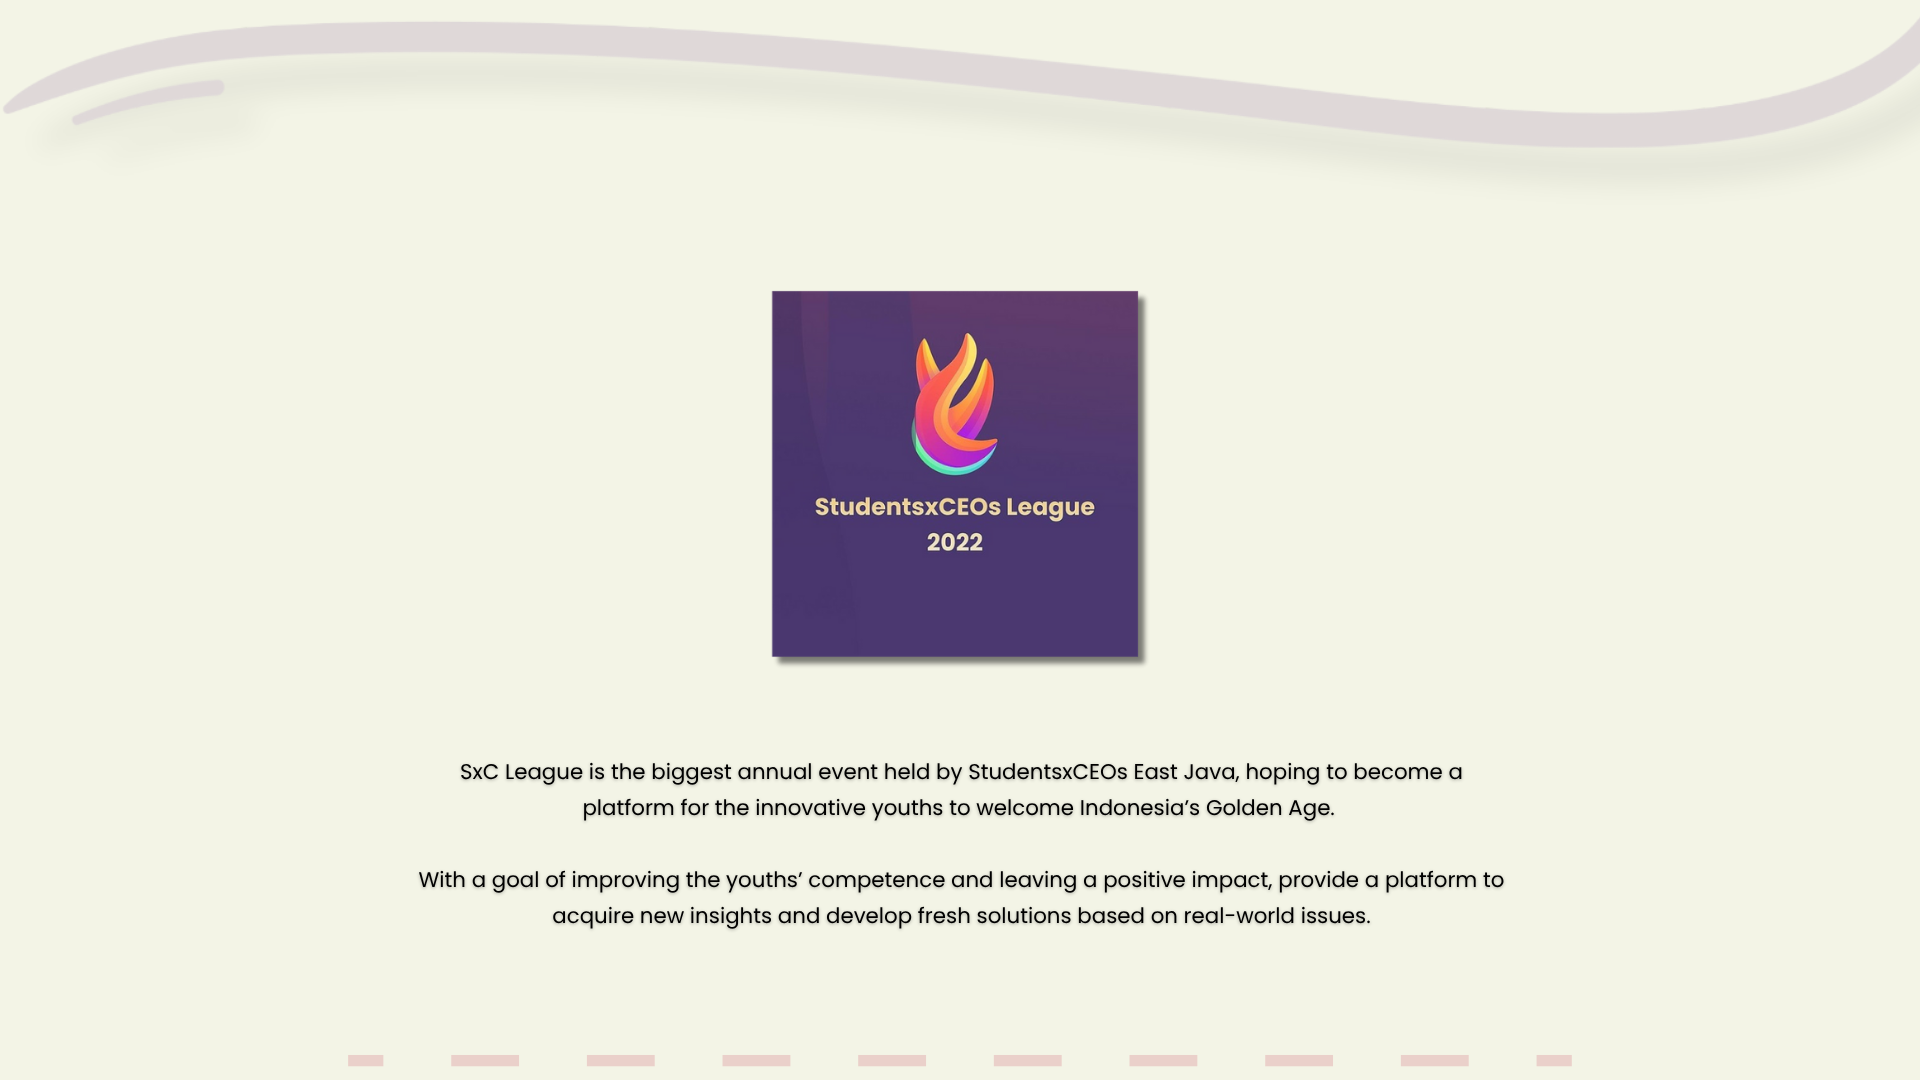 StudentsxCEOs League
2022
SxC League is the biggest annual event held by StudentsxCEOs East Java, hoping to become a
platform for the innovative youths to welcome Indonesia’s Golden Age.
With a goal of improving the youths’ competence and leaving a positive impact, provide a platform to
acquire new insights and develop fresh solutions based on real-world issues.